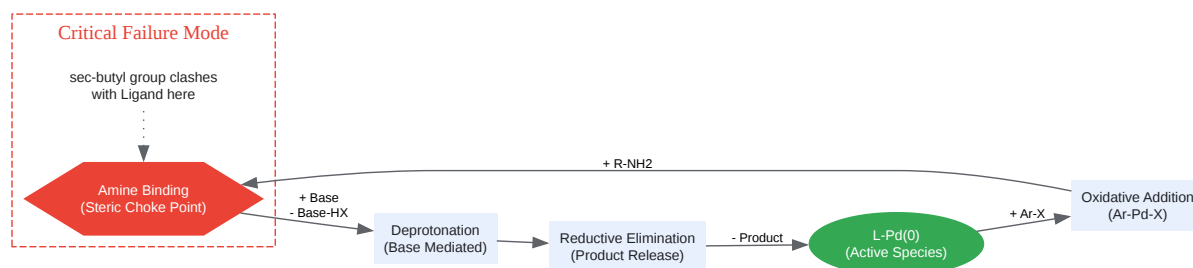 Critical Failure Mode
sec-butyl group clashes
with Ligand here
Amine Binding
(Steric Choke Point)
+ R-NH2
+ Base
- Base-HX
Deprotonation
(Base Mediated)
Reductive Elimination
(Product Release)
- Product
L-Pd(0)
(Active Species)
+ Ar-X
Oxidative Addition
(Ar-Pd-X)